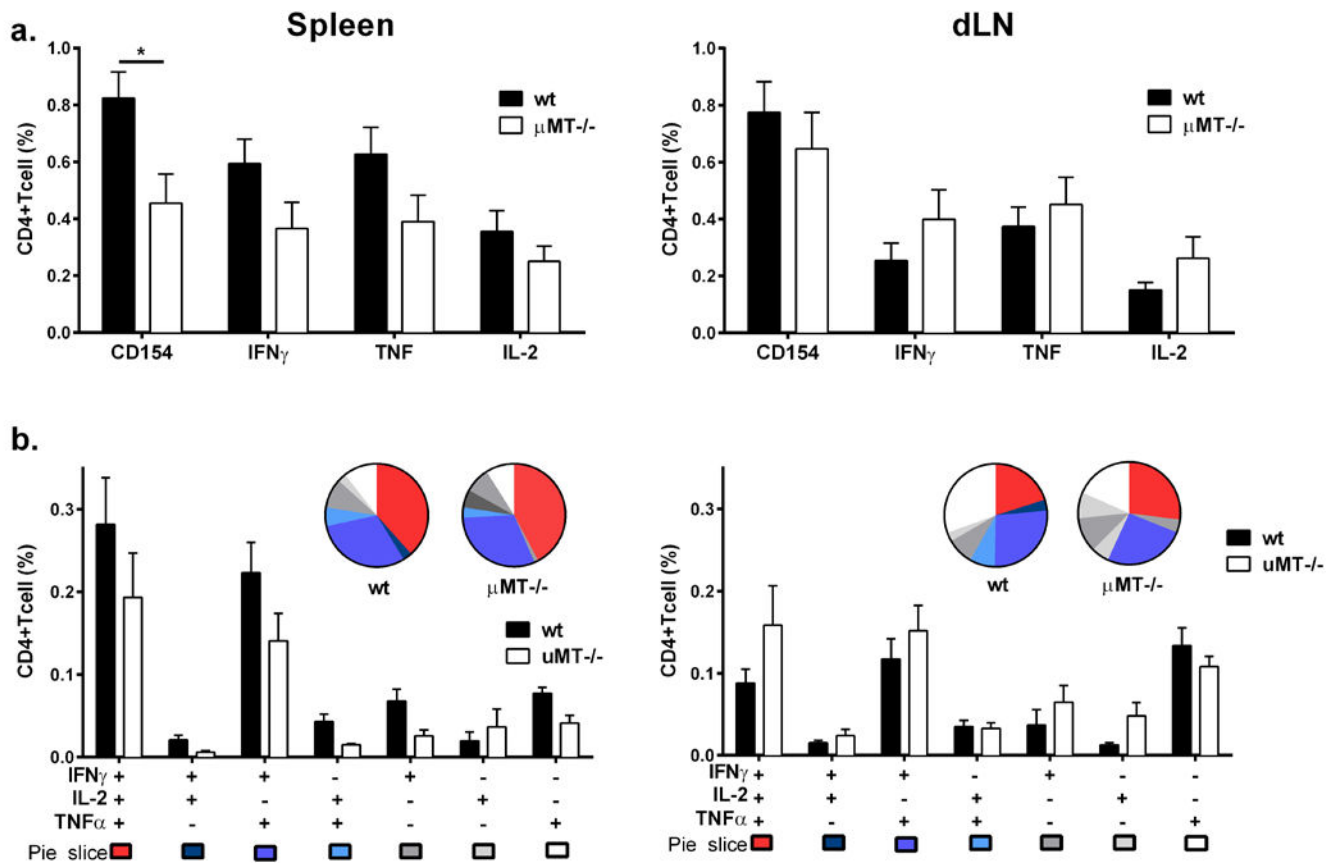 a.
Spleen
dLN
1.0
0.8
0.6
0.4
0.2
0.0
CD4+Tcell (%)
*
wt
μMT-/-
CD154 IFNγ TNF IL-2
1.0
0.8
0.6
0.4
0.2
0.0
CD4+Tcell (%)
wt
μMT-/-
CD154 IFNγ TNF IL-2
b.
0.3
0.2
0.1
0.0
CD4+Tcell (%)
wt μMT-/-
wt
uMT-/-
IFNγ + + + - + - -
IL-2 + + - + - + -
TNFα + - + + - - +
Pie slice
0.3
0.2
0.1
0.0
CD4+Tcell (%)
wt μMT-/-
wt
uMT-/-
IFNγ + + + - + - -
IL-2 + + - + - + -
TNFα + - + + - - +
Pie slice